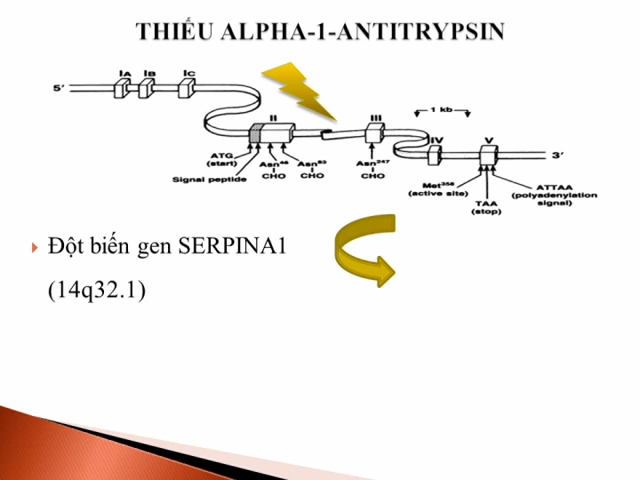 THIẾU ALPHA-1-ANTITRYPSIN
5′ IA IB IC
1 kb
II III
IV V
3′
ATG
(start)
Signal peptide
Asn46
CHO
Asn83
CHO
Asn247
CHO
Met358
(active site)
TAA
(stop)
ATTAA
(polyadenylation
signal)
Đột biến gen SERPINA1
(14q32.1)